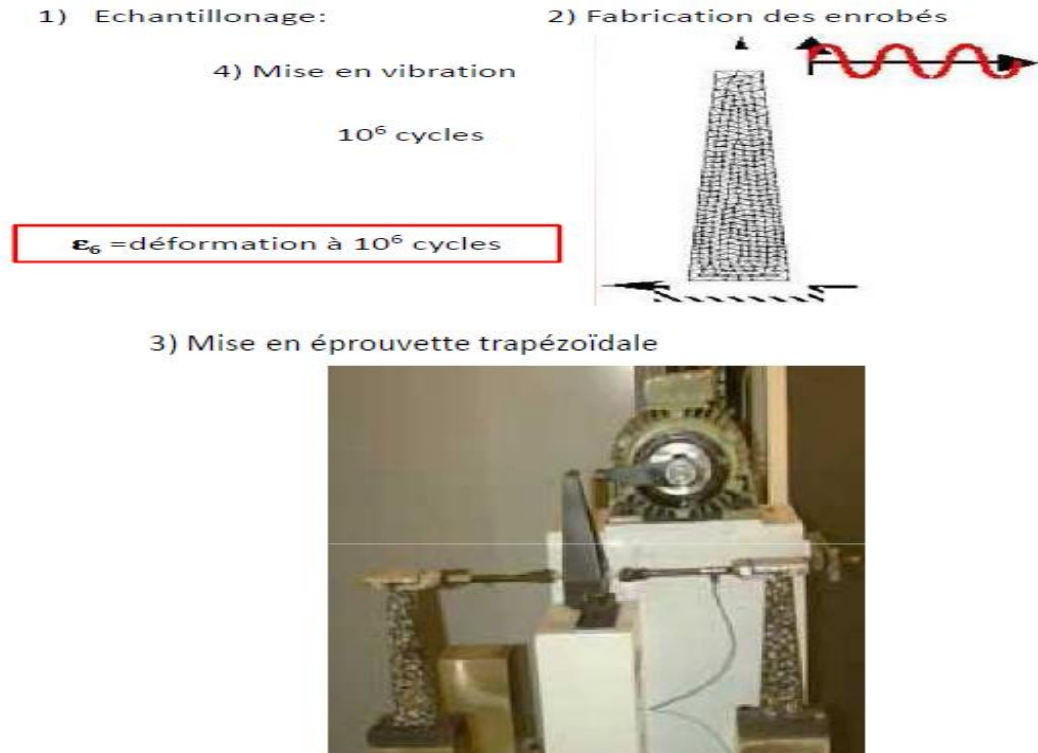 1) Echantillonage:
2) Fabrication des enrobés
4) Mise en vibration
10⁶ cycles
ε₆ =déformation à 10⁶ cycles
3) Mise en éprouvette trapézoïdale